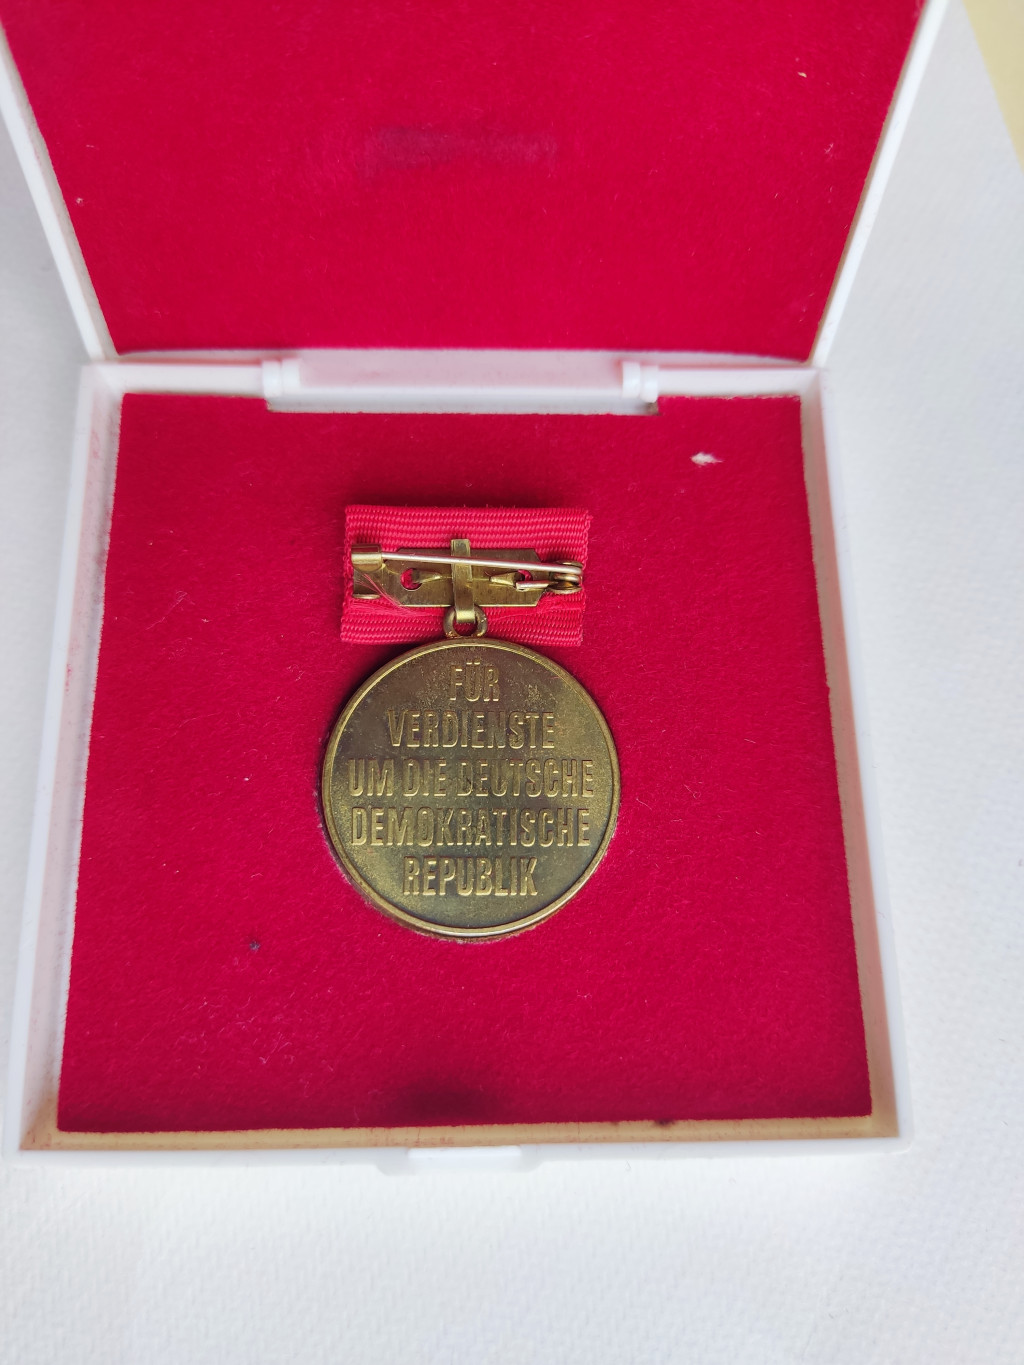 FÜR
VERDIENSTE
UM DIE DEUTSCHE
DEMOKRATISCHE
REPUBLIK